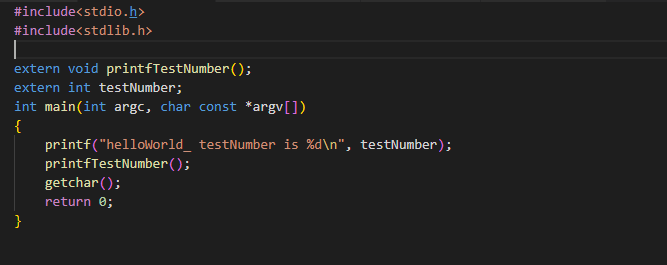 #include<stdio.h>
#include<stdlib.h>
extern void printfTestNumber();
extern int testNumber;
int main(int argc, char const *argv[])
{
    printf("helloWorld_ testNumber is %d\n", testNumber);
    printfTestNumber();
    getchar();
    return 0;
}